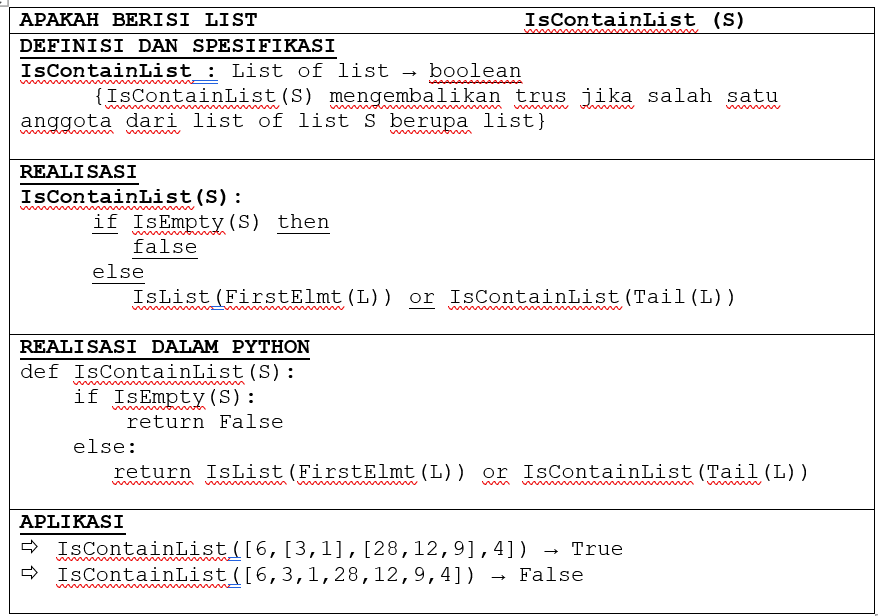 APAKAH BERISI LIST IsContainList (S)
DEFINISI DAN SPESIFIKASI
IsContainList : List of list → boolean
{IsContainList(S) mengembalikan trus jika salah satu
anggota dari list of list S berupa list}
REALISASI
IsContainList(S):
if IsEmpty(S) then
false
else
IsList(FirstElmt(L)) or IsContainList(Tail(L))
REALISASI DALAM PYTHON
def IsContainList(S):
if IsEmpty(S):
return False
else:
return IsList(FirstElmt(L)) or IsContainList(Tail(L))
APLIKASI
⇨ IsContainList([6,[3,1],[28,12,9],4]) → True
⇨ IsContainList([6,3,1,28,12,9,4]) → False